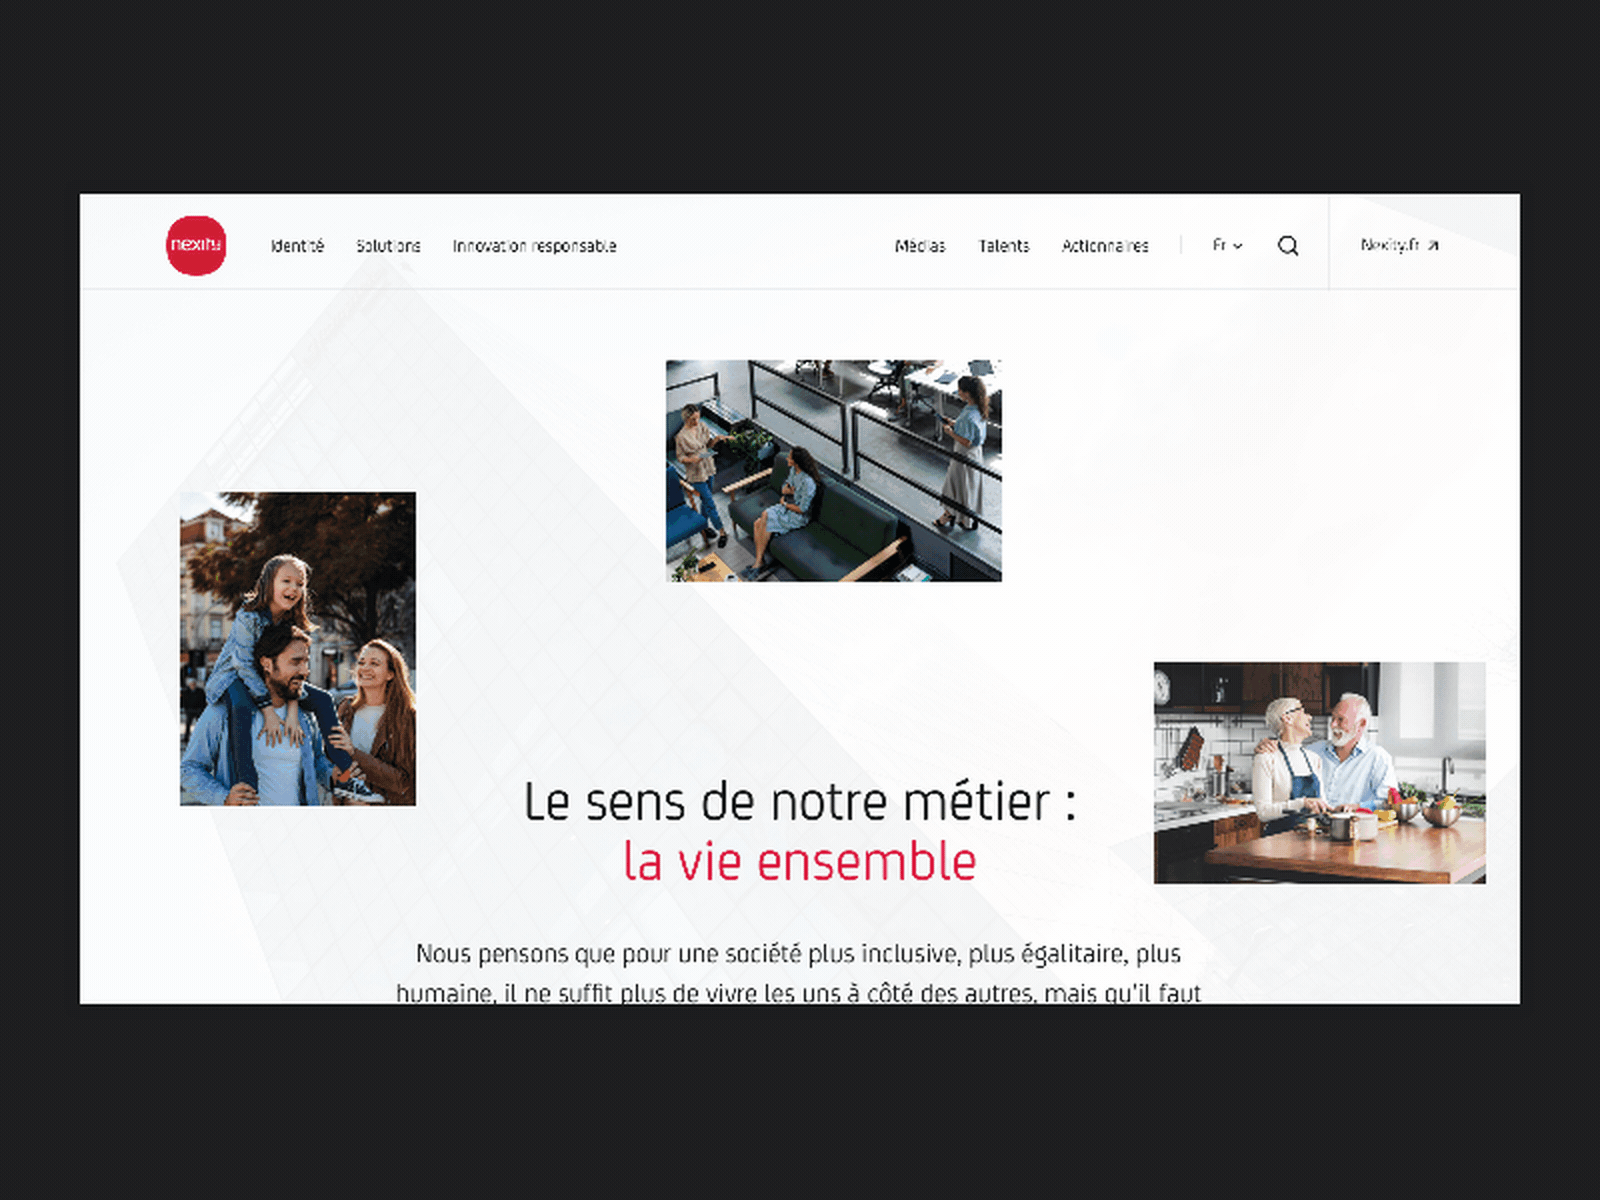 nexity
Identité Solutions Innovation responsable Médias Talents Actionnaires Fr Nexity.fr
Le sens de notre métier :
la vie ensemble
Nous pensons que pour une société plus inclusive, plus égalitaire, plus
humaine, il ne suffit plus de vivre les uns à côté des autres, mais qu'il faut